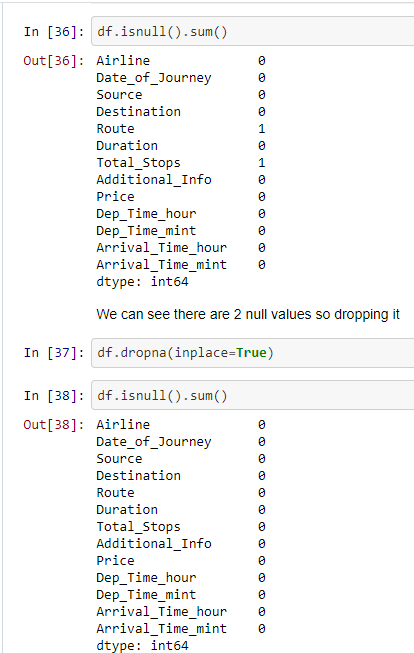 In [36]: df.isnull().sum()
Out[36]: Airline 0
Date_of_Journey 0
Source 0
Destination 0
Route 1
Duration 0
Total_Stops 1
Additional_Info 0
Price 0
Dep_Time_hour 0
Dep_Time_mint 0
Arrival_Time_hour 0
Arrival_Time_mint 0
dtype: int64
We can see there are 2 null values so dropping it
In [37]: df.dropna(inplace=True)
In [38]: df.isnull().sum()
Out[38]: Airline 0
Date_of_Journey 0
Source 0
Destination 0
Route 0
Duration 0
Total_Stops 0
Additional_Info 0
Price 0
Dep_Time_hour 0
Dep_Time_mint 0
Arrival_Time_hour 0
Arrival_Time_mint 0
dtype: int64